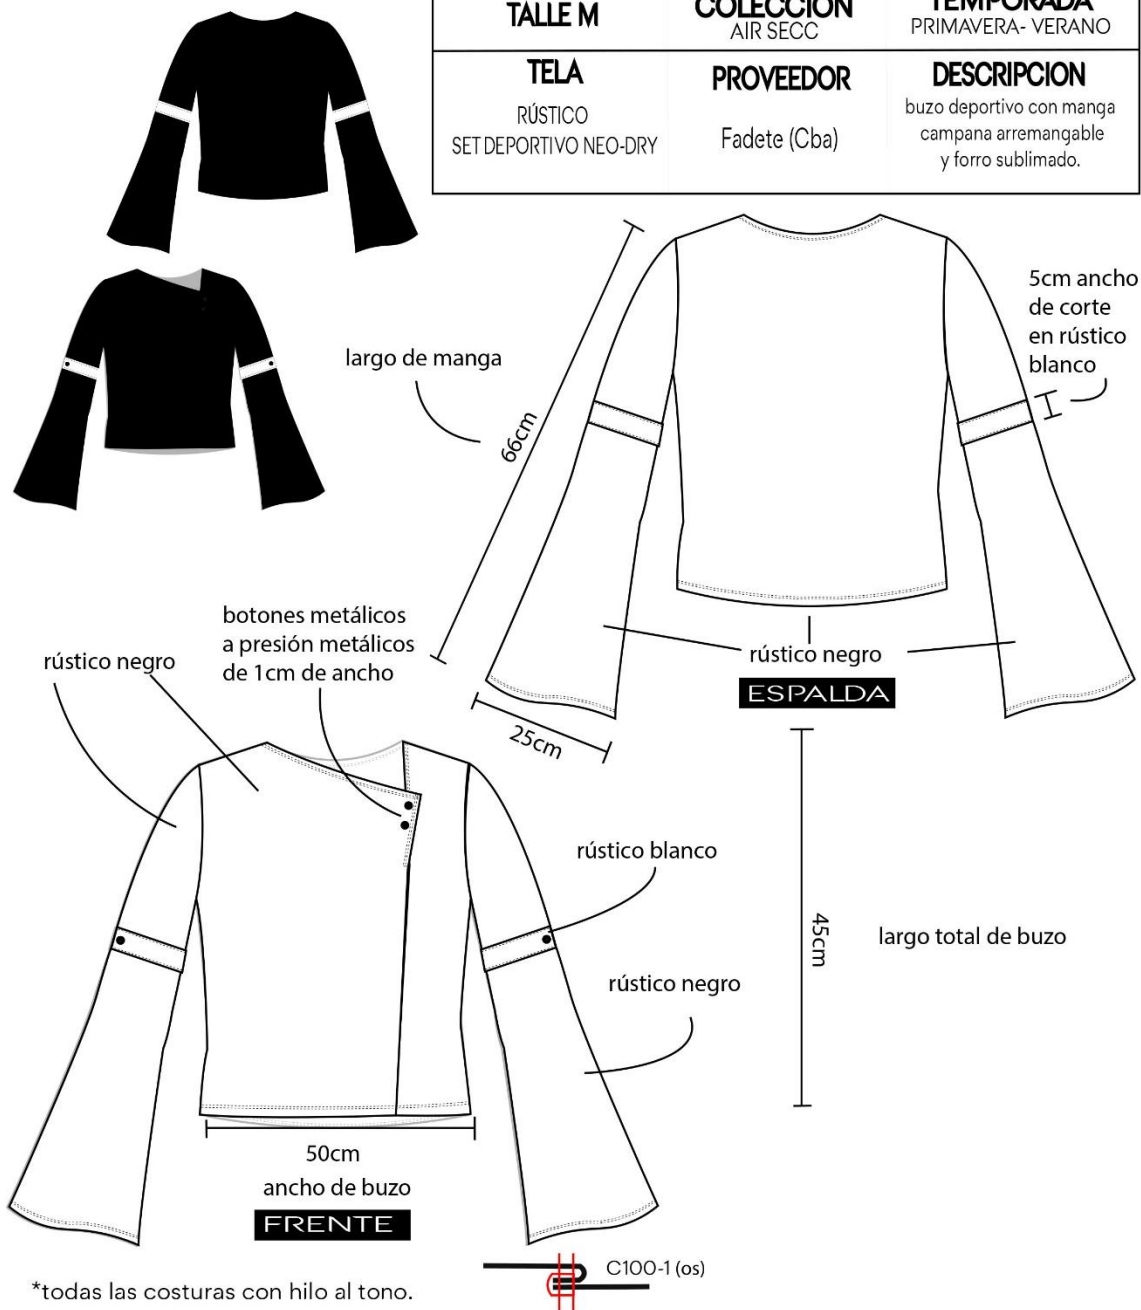 TALLE M
COLECCION
AIR SECC
TEMPORADA
PRIMAVERA- VERANO
TELA
RÚSTICO
SET DEPORTIVO NEO-DRY
PROVEEDOR
Fadete (Cba)
DESCRIPCION
buzo deportivo con manga
campana arremangable
y forro sublimado.
5cm ancho
de corte
en rústico
blanco
largo de manga
66cm
botones metálicos
a presión metálicos
de 1cm de ancho
rústico negro
rústico negro
ESPALDA
25cm
rústico blanco
45cm
largo total de buzo
rústico negro
50cm
ancho de buzo
FRENTE
C100-1 (os)
*todas las costuras con hilo al tono.